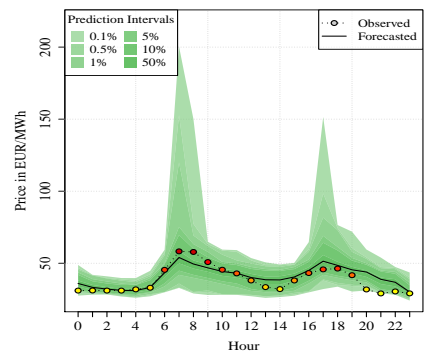 Prediction Intervals
0.1% 5%
0.5% 10%
1% 50%
Observed
Forecasted
200
150
100
50
Price in EUR/MWh
0 2 4 6 8 10 12 14 16 18 20 22
Hour